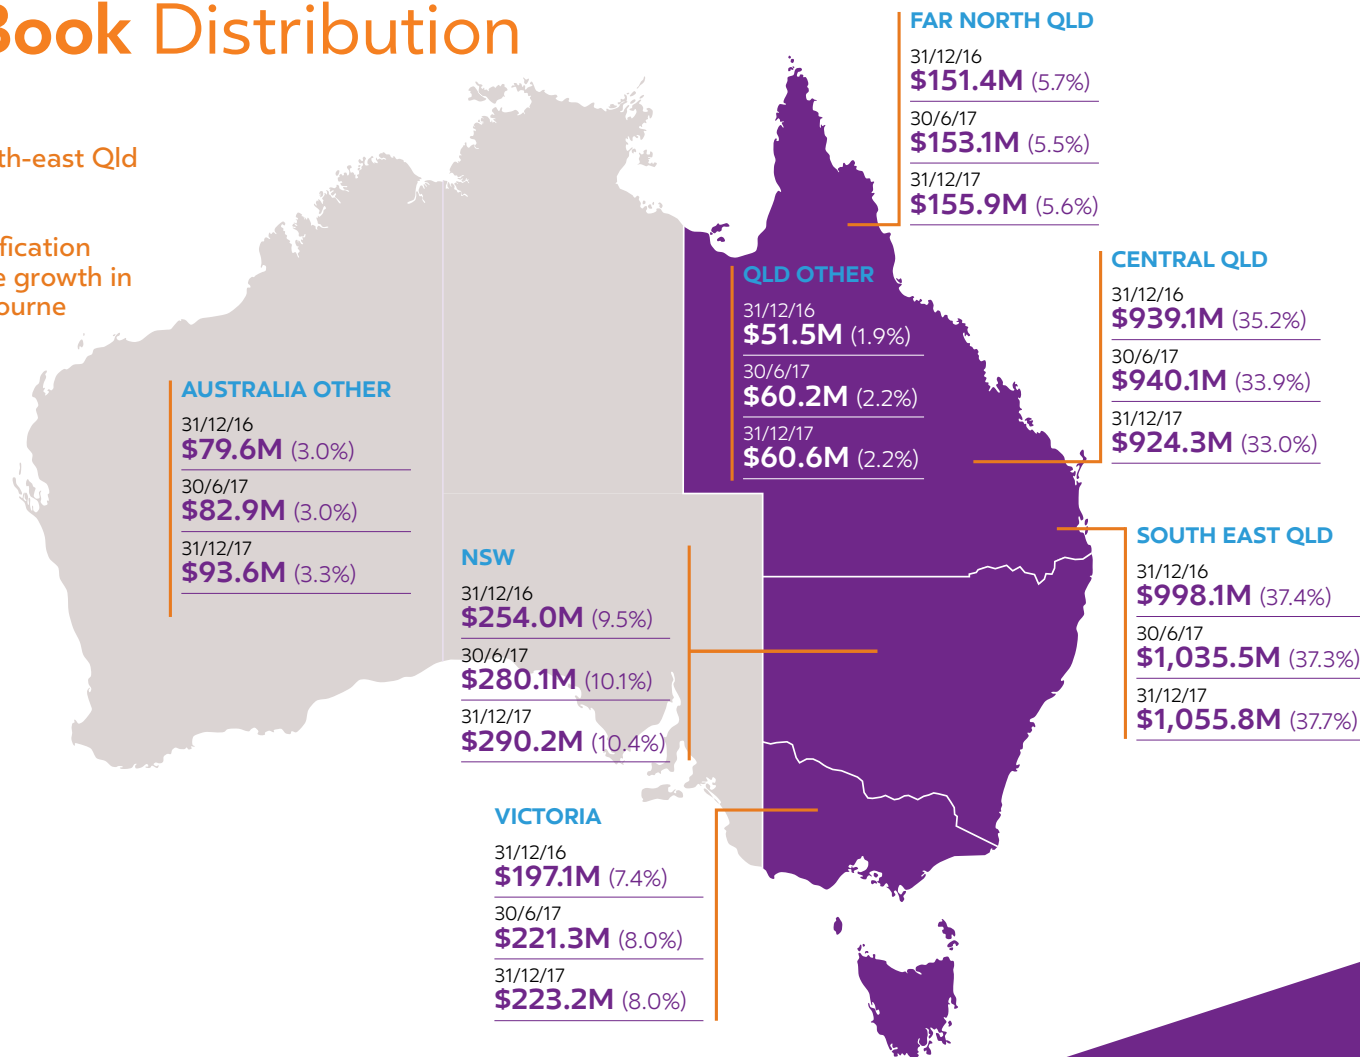 Book Distribution
th-east Qld
fication
e growth in
ourne
FAR NORTH QLD
31/12/16
$151.4M (5.7%)
30/6/17
$153.1M (5.5%)
31/12/17
$155.9M (5.6%)
CENTRAL QLD
31/12/16
$939.1M (35.2%)
30/6/17
$940.1M (33.9%)
31/12/17
$924.3M (33.0%)
QLD OTHER
31/12/16
$51.5M (1.9%)
30/6/17
$60.2M (2.2%)
31/12/17
$60.6M (2.2%)
AUSTRALIA OTHER
31/12/16
$79.6M (3.0%)
30/6/17
$82.9M (3.0%)
31/12/17
$93.6M (3.3%)
SOUTH EAST QLD
31/12/16
$998.1M (37.4%)
30/6/17
$1,035.5M (37.3%)
31/12/17
$1,055.8M (37.7%)
NSW
31/12/16
$254.0M (9.5%)
30/6/17
$280.1M (10.1%)
31/12/17
$290.2M (10.4%)
VICTORIA
31/12/16
$197.1M (7.4%)
30/6/17
$221.3M (8.0%)
31/12/17
$223.2M (8.0%)